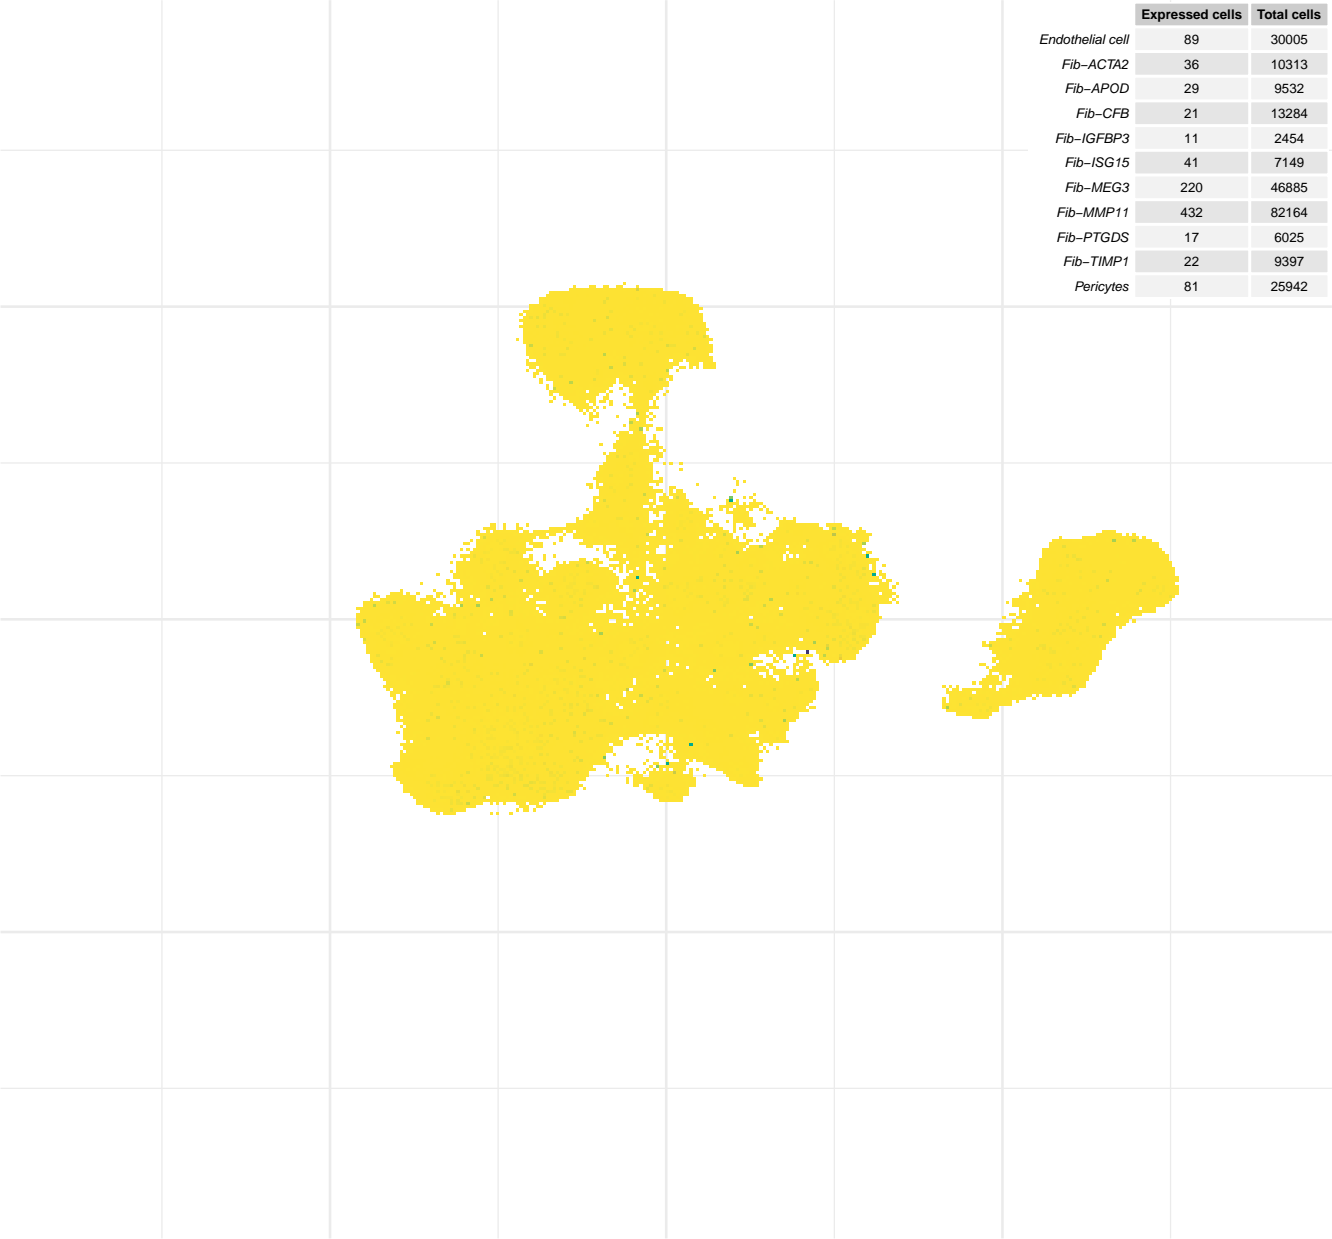 Expressed cells Total cells
Endothelial cell 89 30005
Fib−ACTA2 36 10313
Fib−APOD 29 9532
Fib−CFB 21 13284
Fib−IGFBP3 11 2454
Fib−ISG15 41 7149
Fib−MEG3 220 46885
Fib−MMP11 432 82164
Fib−PTGDS 17 6025
Fib−TIMP1 22 9397
Pericytes 81 25942